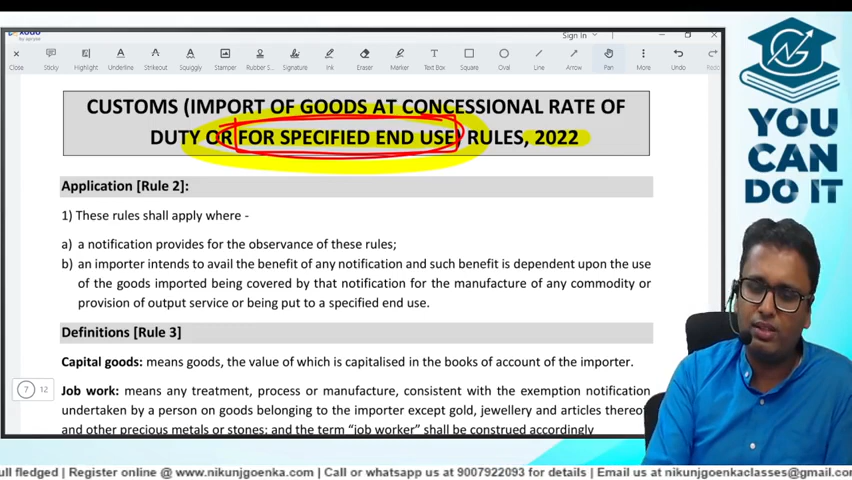 Sign In
Close Sticky Highlight Underline Strikeout Squiggly Stamper Rubber S... Signature Ink Eraser Marker Text Box Square Oval Line Arrow Pan More Undo Redo
NG
YOU
CAN
DO IT
CUSTOMS (IMPORT OF GOODS AT CONCESSIONAL RATE OF
DUTY OR FOR SPECIFIED END USE) RULES, 2022
Application [Rule 2]:
1) These rules shall apply where -
a) a notification provides for the observance of these rules;
b) an importer intends to avail the benefit of any notification and such benefit is dependent upon the use
of the goods imported being covered by that notification for the manufacture of any commodity or
provision of output service or being put to a specified end use.
Definitions [Rule 3]
Capital goods: means goods, the value of which is capitalised in the books of account of the importer.
7 12
Job work: means any treatment, process or manufacture, consistent with the exemption notification
undertaken by a person on goods belonging to the importer except gold, jewellery and articles thereof
and other precious metals or stones; and the term “job worker” shall be construed accordingly
ull fledged | Register online @ www.nikunjgoenka.com | Call or whatsapp us at 9007922093 for details | Email us at nikunjgoenkaclasses@gmail.co